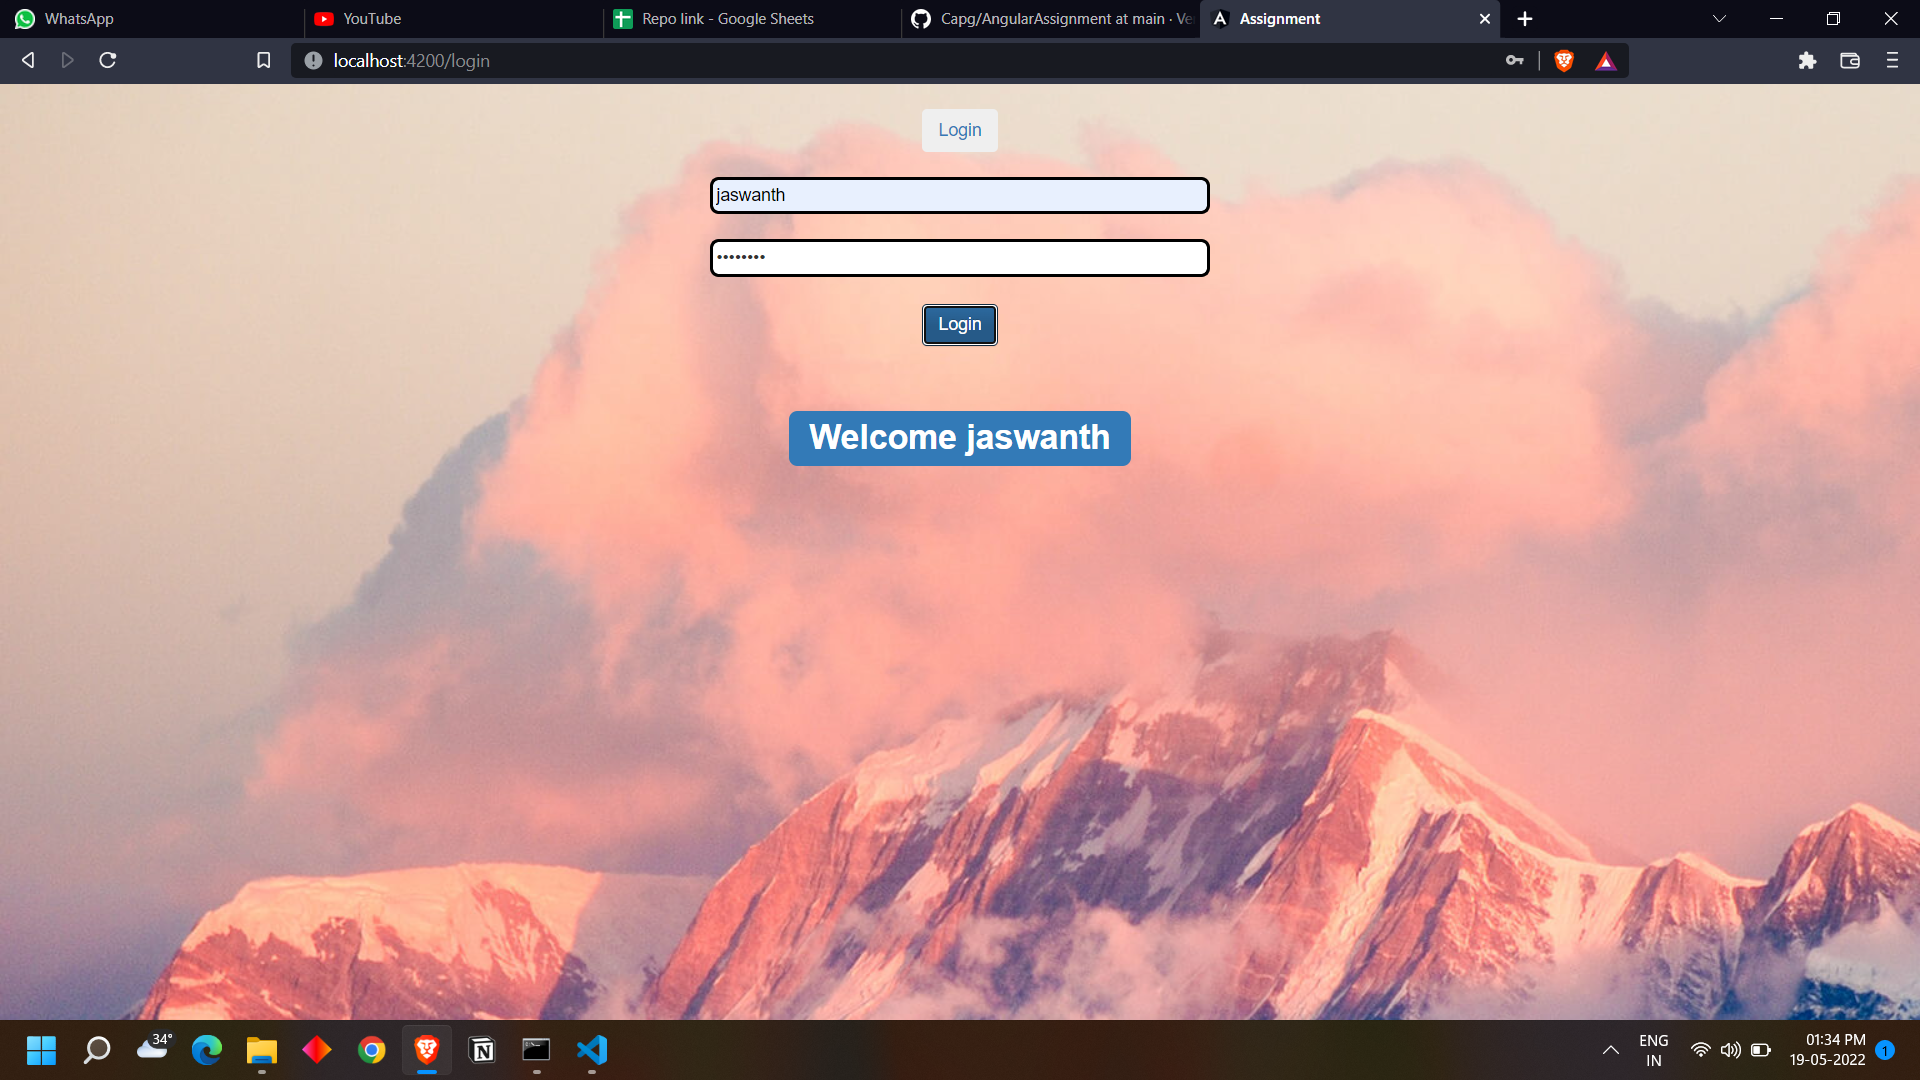 WhatsApp
YouTube
Repo link - Google Sheets
Capg/AngularAssignment at main · Ve
Assignment
localhost:4200/login
Login
jaswanth
••••••••
Login
Welcome jaswanth
34°
ENG
IN
01:34 PM
19-05-2022
1